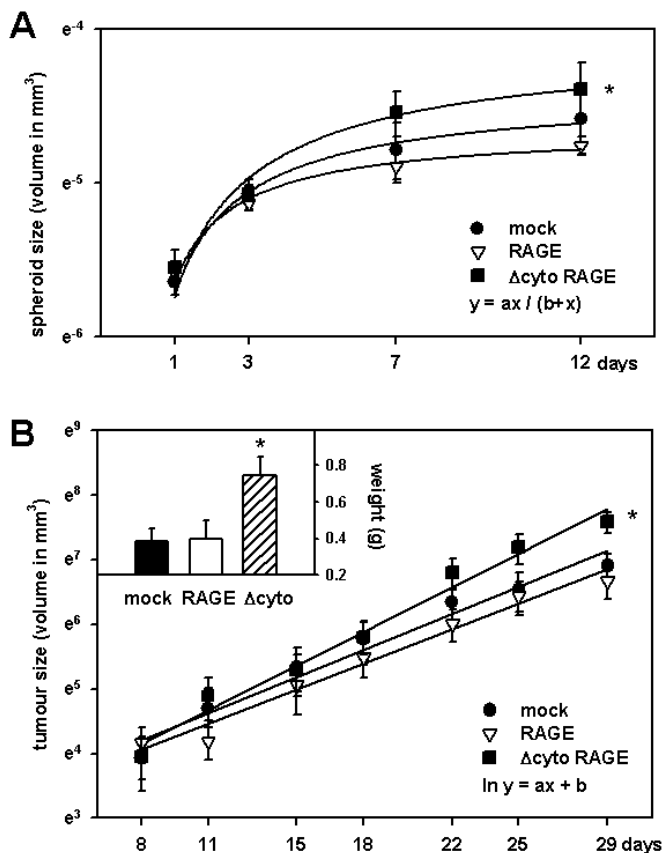 A
e⁻⁴
e⁻⁵
e⁻⁶
spheroid size (volume in mm³)
*
mock
RAGE
Δcyto RAGE
y = ax / (b+x)
1 3 7 12 days
B
e⁹
e⁸
e⁷
e⁶
e⁵
e⁴
e³
tumour size (volume in mm³)
*
0.8
0.6
0.4
0.2
weight (g)
mock RAGE Δcyto
*
mock
RAGE
Δcyto RAGE
ln y = ax + b
8 11 15 18 22 25 29 days